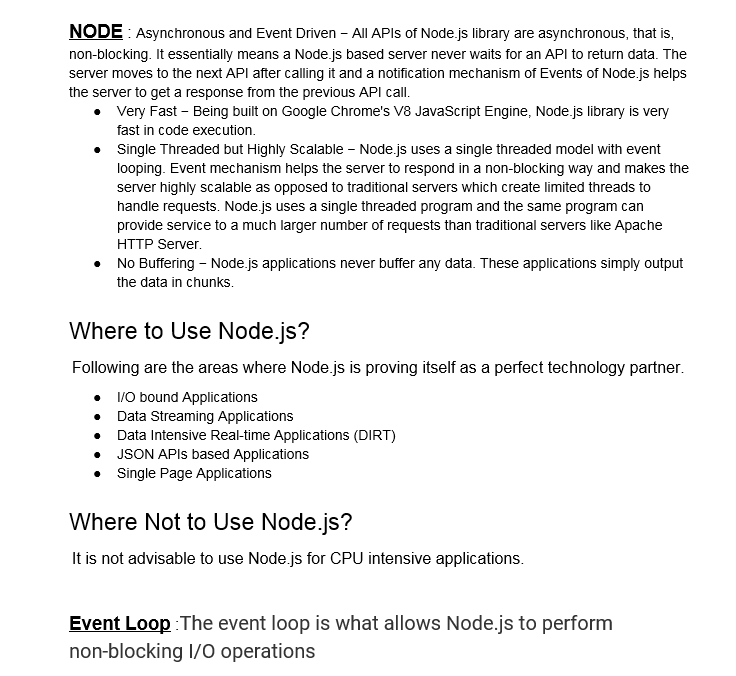 NODE : Asynchronous and Event Driven − All APIs of Node.js library are asynchronous, that is,
non-blocking. It essentially means a Node.js based server never waits for an API to return data. The
server moves to the next API after calling it and a notification mechanism of Events of Node.js helps
the server to get a response from the previous API call.
● Very Fast − Being built on Google Chrome's V8 JavaScript Engine, Node.js library is very
fast in code execution.
● Single Threaded but Highly Scalable − Node.js uses a single threaded model with event
looping. Event mechanism helps the server to respond in a non-blocking way and makes the
server highly scalable as opposed to traditional servers which create limited threads to
handle requests. Node.js uses a single threaded program and the same program can
provide service to a much larger number of requests than traditional servers like Apache
HTTP Server.
● No Buffering − Node.js applications never buffer any data. These applications simply output
the data in chunks.
Where to Use Node.js?
Following are the areas where Node.js is proving itself as a perfect technology partner.
● I/O bound Applications
● Data Streaming Applications
● Data Intensive Real-time Applications (DIRT)
● JSON APIs based Applications
● Single Page Applications
Where Not to Use Node.js?
It is not advisable to use Node.js for CPU intensive applications.
Event Loop :The event loop is what allows Node.js to perform
non-blocking I/O operations